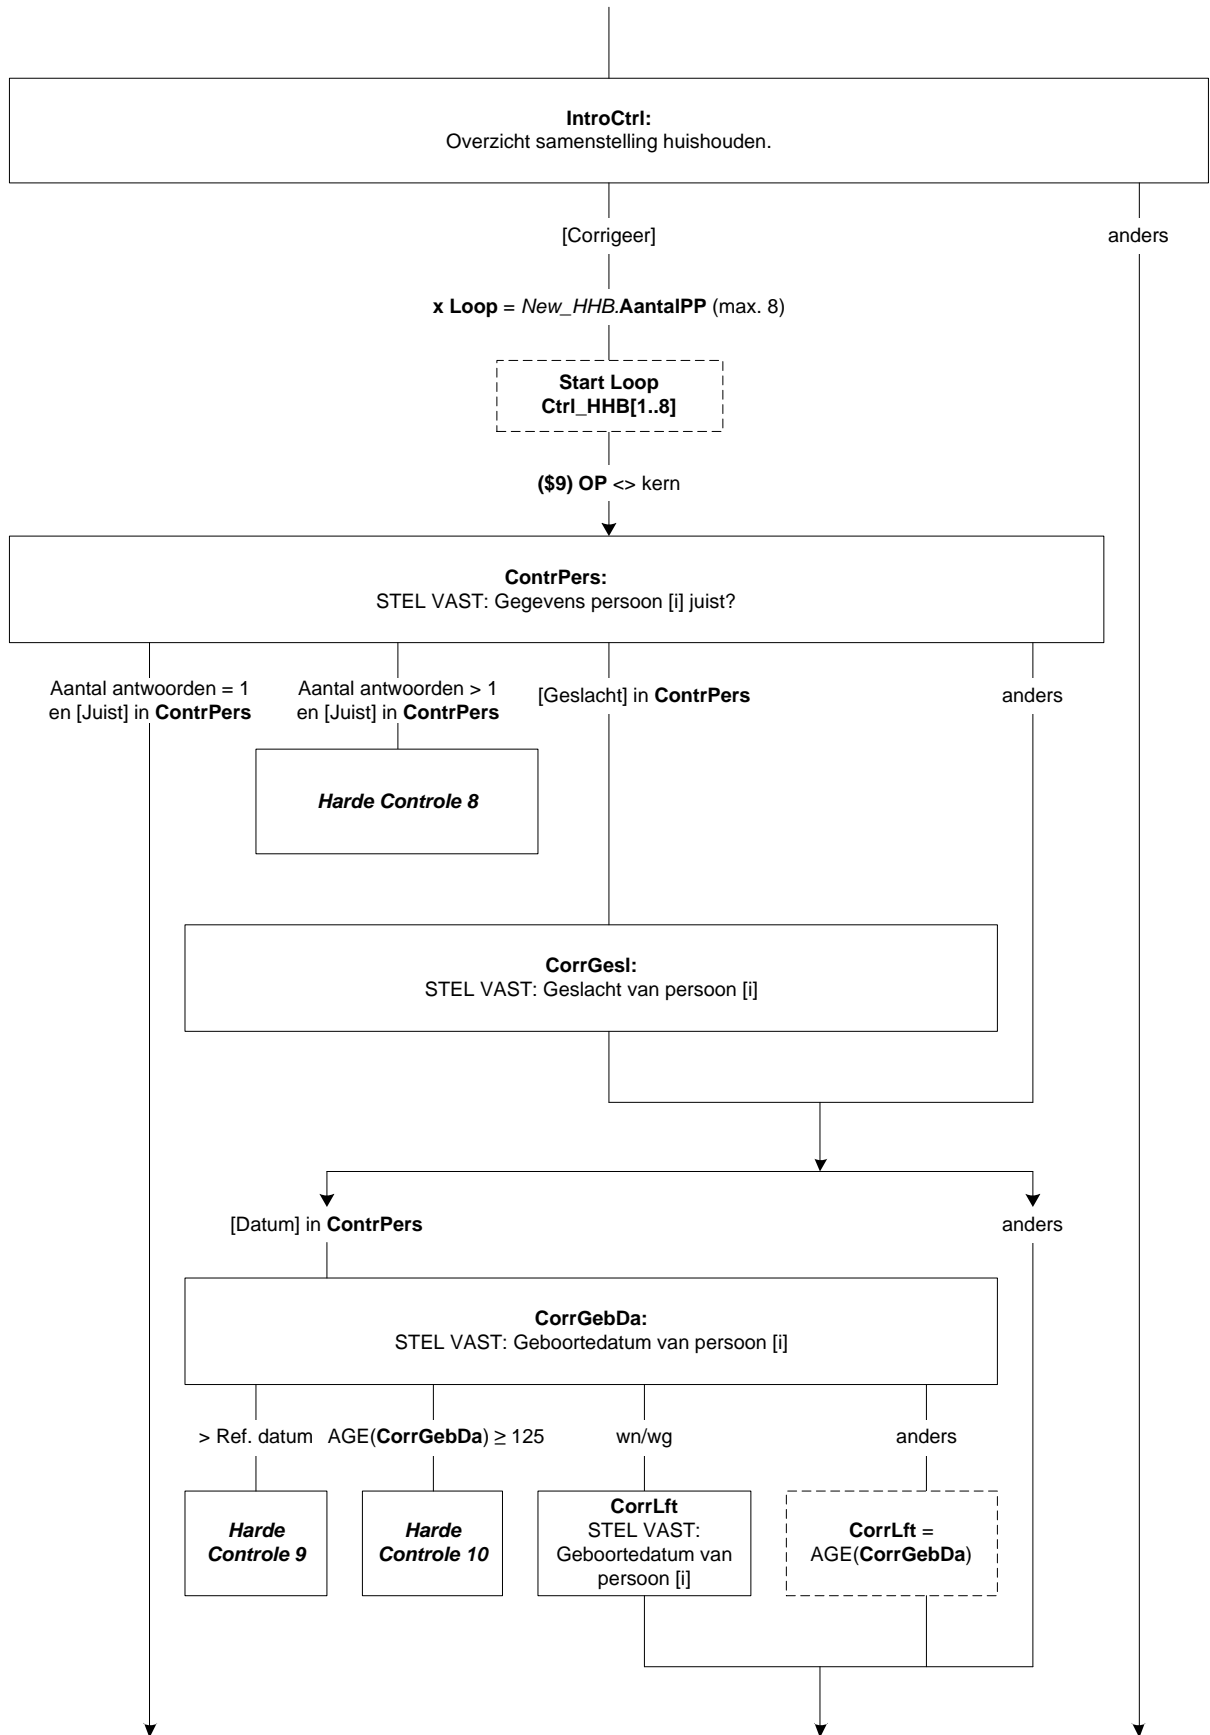 IntroCtrl:
Overzicht samenstelling huishouden.
[Corrigeer]
anders
x Loop = New_HHB.AantalPP (max. 8)
Start Loop
Ctrl_HHB[1..8]
($9) OP <> kern
ContrPers:
STEL VAST: Gegevens persoon [i] juist?
Aantal antwoorden = 1
en [Juist] in ContrPers
Aantal antwoorden > 1
en [Juist] in ContrPers
[Geslacht] in ContrPers
anders
Harde Controle 8
CorrGesl:
STEL VAST: Geslacht van persoon [i]
[Datum] in ContrPers
anders
CorrGebDa:
STEL VAST: Geboortedatum van persoon [i]
> Ref. datum
AGE(CorrGebDa) ≥ 125
wn/wg
anders
Harde
Controle 9
Harde
Controle 10
CorrLft
STEL VAST:
Geboortedatum van
persoon [i]
CorrLft =
AGE(CorrGebDa)